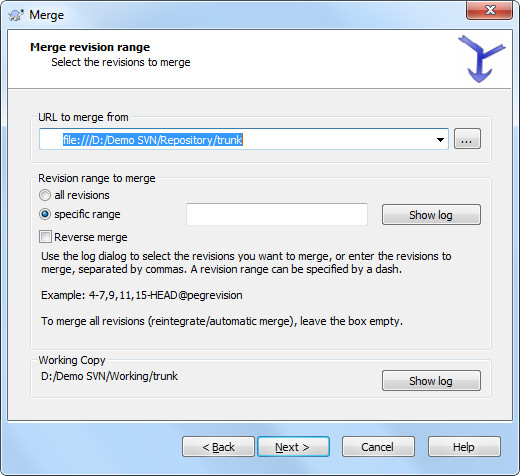 Merge
Merge revision range
Select the revisions to merge
URL to merge from
file:///D:/Demo SVN/Repository/trunk
...
Revision range to merge
all revisions
specific range
Show log
Reverse merge
Use the log dialog to select the revisions you want to merge, or enter the revisions to
merge, separated by commas. A revision range can be specified by a dash.
Example: 4-7,9,11,15-HEAD@pegrevision
To merge all revisions (reintegrate/automatic merge), leave the box empty.
Working Copy
D:/Demo SVN/Working/trunk
Show log
< Back
Next >
Cancel
Help